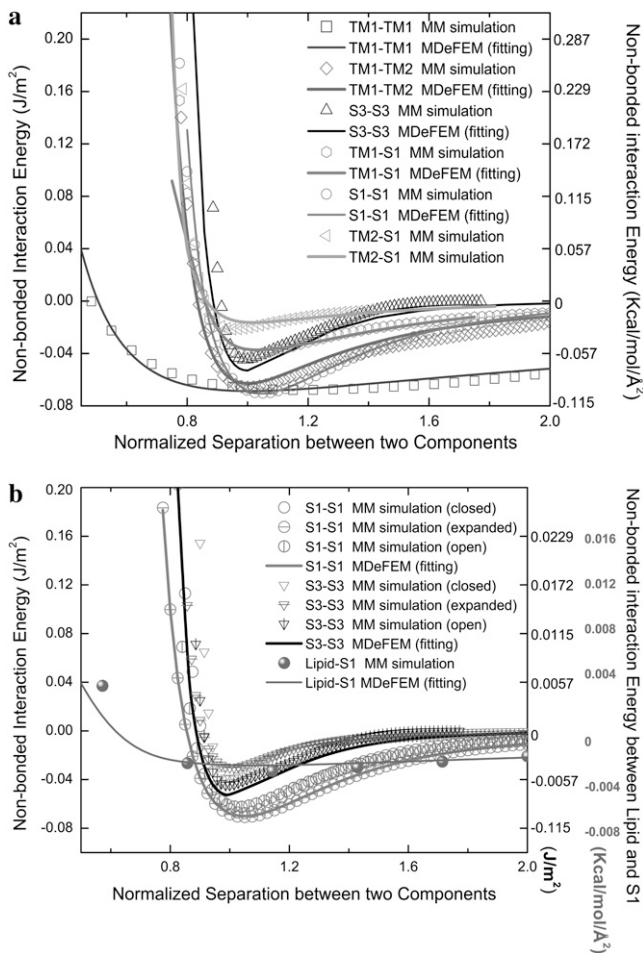 a
0.20
0.16
0.12
0.08
0.04
0.00
-0.04
-0.08
Non-bonded Interaction Energy (J/m²)
TM1-TM1 MM simulation
TM1-TM1 MDeFEM (fitting)
TM1-TM2 MM simulation
TM1-TM2 MDeFEM (fitting)
S3-S3 MM simulation
S3-S3 MDeFEM (fitting)
TM1-S1 MM simulation
TM1-S1 MDeFEM (fitting)
S1-S1 MM simulation
S1-S1 MDeFEM (fitting)
TM2-S1 MM simulation
TM2-S1 MM simulation
0.287
0.229
0.172
0.115
0.057
0
-0.057
-0.115
Non-bonded interaction Energy (Kcal/mol/Å²)
0.8
1.2
1.6
2.0
Normalized Separation between two Components
b
0.20
0.16
0.12
0.08
0.04
0.00
-0.04
-0.08
Non-bonded Interaction Energy (J/m²)
S1-S1 MM simulation (closed)
S1-S1 MM simulation (expanded)
S1-S1 MM simulation (open)
S1-S1 MDeFEM (fitting)
S3-S3 MM simulation (closed)
S3-S3 MM simulation (expanded)
S3-S3 MM simulation (open)
S3-S3 MDeFEM (fitting)
Lipid-S1 MM simulation
Lipid-S1 MDeFEM (fitting)
0.0229
0.0172
0.0115
0.0057
0
-0.0057
-0.115
(J/m²)
0.016
0.012
0.008
0.004
0
-0.004
-0.008
(Kcal/mol/Å²)
Non-bonded interaction Energy between Lipid and S1
0.8
1.2
1.6
2.0
Normalized Separation between two Components